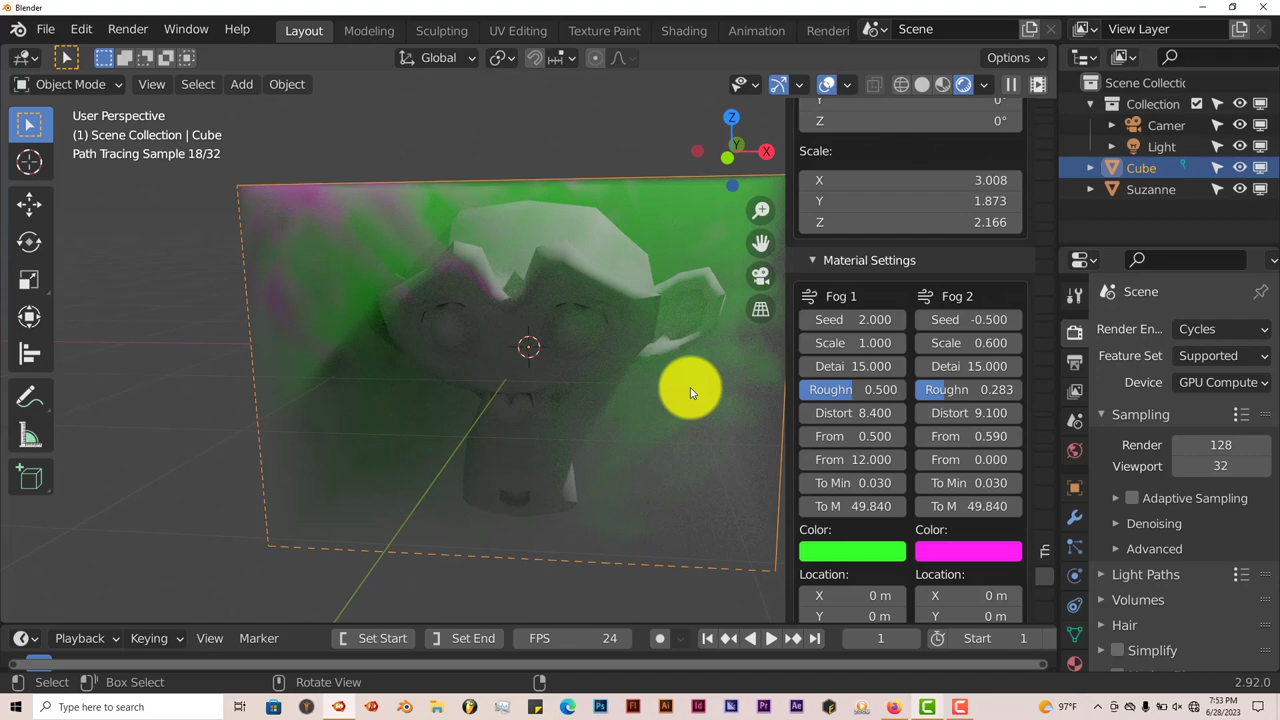 Blender
File Edit Render Window Help Layout Modeling Sculpting UV Editing Texture Paint Shading Animation Renderi Scene View Layer
Global Options
Object Mode View Select Add Object
User Perspective
(1) Scene Collection | Cube
Path Tracing Sample 18/32
Z
Y
X
Y 0°
Z 0°
Scale:
X 3.008
Y 1.873
Z 2.166
Material Settings
Fog 1 Fog 2
Seed 2.000 Seed -0.500
Scale 1.000 Scale 0.600
Detai 15.000 Detai 15.000
Roughn 0.500 Roughn 0.283
Distort 8.400 Distort 9.100
From 0.500 From 0.590
From 12.000 From 0.000
To Min 0.030 To Min 0.030
To M 49.840 To M 49.840
Color: Color:
Location: Location:
X 0 m X 0 m
Y 0 m Y 0 m
Scene Collectic
Collection
Camer
Light
Cube
Suzanne
Scene
Render En... Cycles
Feature Set Supported
Device GPU Compute
Sampling
Render 128
Viewport 32
Adaptive Sampling
Denoising
Advanced
Light Paths
Volumes
Hair
Simplify
Playback Keying View Marker Set Start Set End FPS 24 1 Start 1
Select Box Select Rotate View 2.92.0
Type here to search
97°F
7:53 PM
6/28/2023